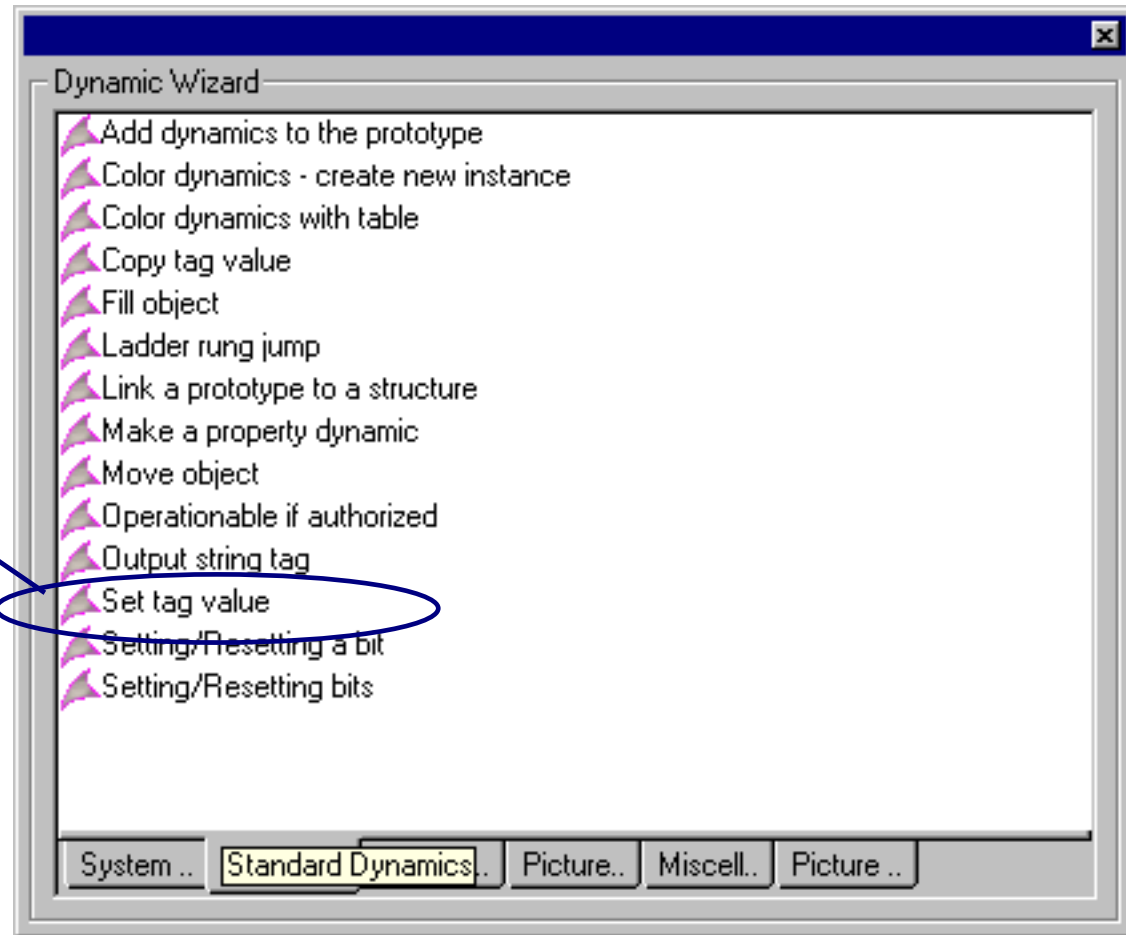 Dynamic Wizard
Add dynamics to the prototype
Color dynamics - create new instance
Color dynamics with table
Copy tag value
Fill object
Ladder rung jump
Link a prototype to a structure
Make a property dynamic
Move object
Operationable if authorized
Output string tag
Set tag value
Setting/Resetting a bit
Setting/Resetting bits
System .. Standard Dynamics .. Picture.. Miscell.. Picture ..